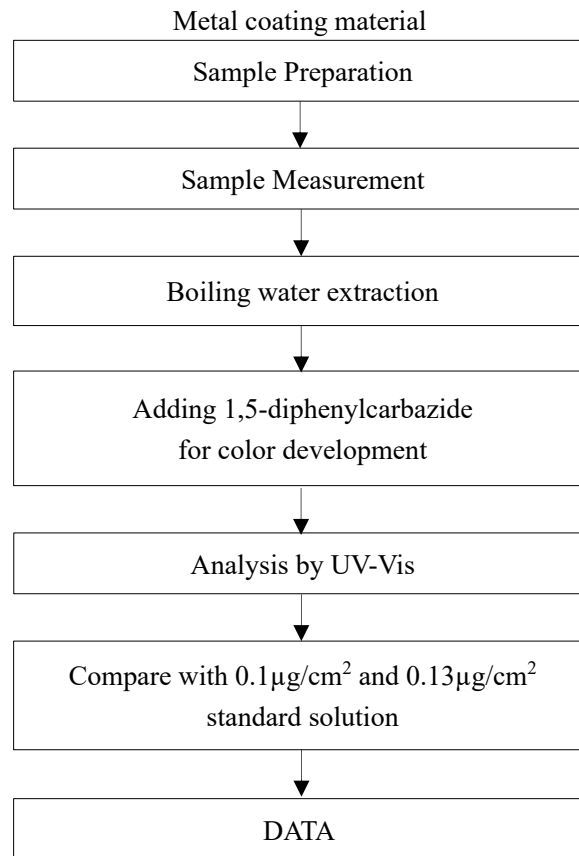 Metal coating material
Sample Preparation
Sample Measurement
Boiling water extraction
Adding 1,5-diphenylcarbazide
for color development
Analysis by UV-Vis
Compare with 0.1µg/cm² and 0.13µg/cm²
standard solution
DATA